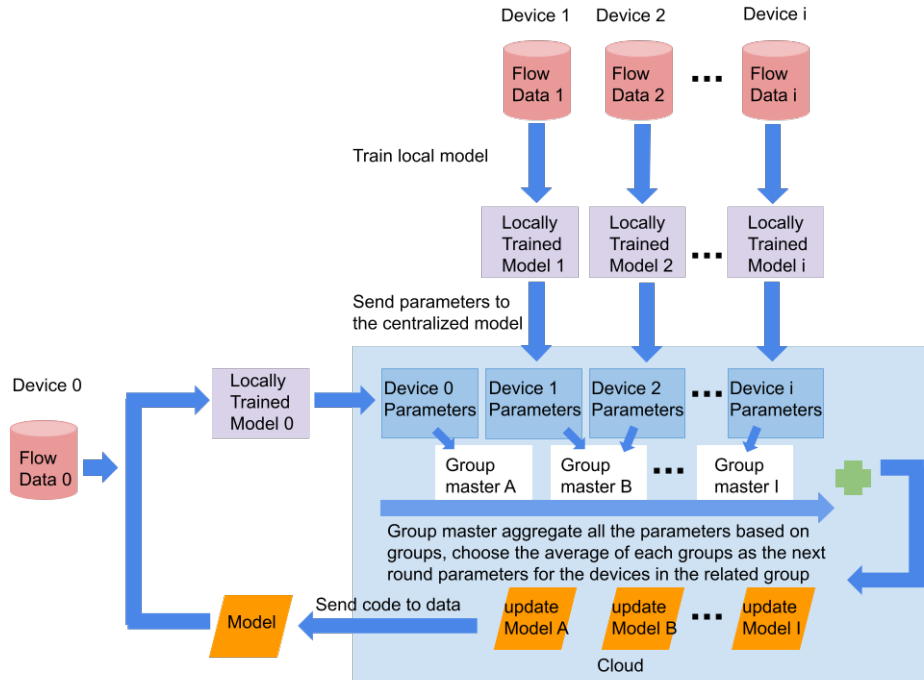 Device 1
Device 2
Device i
Flow
Data 1
Flow
Data 2
...
Flow
Data i
Train local model
Locally
Trained
Model 1
Locally
Trained
Model 2
...
Locally
Trained
Model i
Send parameters to
the centralized model
Device 0
Flow
Data 0
Locally
Trained
Model 0
Device 0
Parameters
Device 1
Parameters
Device 2
Parameters
...
Device i
Parameters
Group
master A
Group
master B
...
Group
master I
Group master aggregate all the parameters based on
groups, choose the average of each groups as the next
round parameters for the devices in the related group
Model
Send code to data
update
Model A
update
Model B
...
update
Model I
Cloud